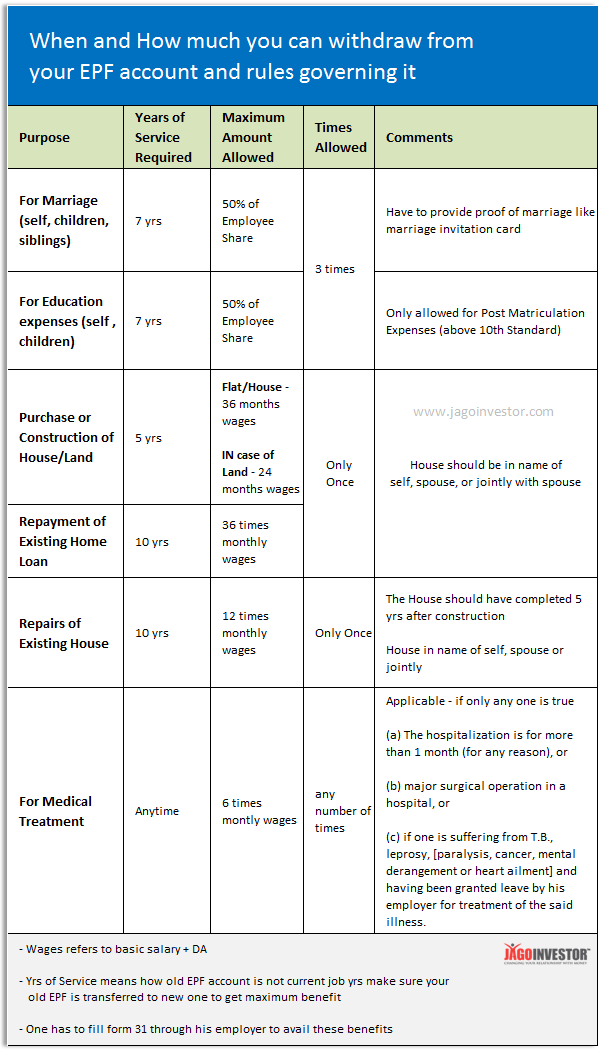 When and How much you can withdraw from
your EPF account and rules governing it
Purpose
Years of
Service
Required
Maximum
Amount
Allowed
Times
Allowed
Comments
For Marriage
(self, children,
siblings)
7 yrs
50% of
Employee
Share
3 times
Have to provide proof of marriage like
marriage invitation card
For Education
expenses (self ,
children)
7 yrs
50% of
Employee
Share
Only allowed for Post Matriculation
Expenses (above 10th Standard)
Purchase or
Construction of
House/Land
5 yrs
Flat/House -
36 months
wages
IN case of
Land - 24
months wages
Only
Once
www.jagoinvestor.com
House should be in name of
self, spouse, or jointly with spouse
Repayment of
Existing Home
Loan
10 yrs
36 times
monthly
wages
Repairs of
Existing House
10 yrs
12 times
monthly
wages
Only Once
The House should have completed 5
yrs after construction
House in name of self, spouse or
jointly
For Medical
Treatment
Anytime
6 times
montly wages
any
number of
times
Applicable - if only any one is true
(a) The hospitalization is for more
than 1 month (for any reason), or
(b) major surgical operation in a
hospital, or
(c) if one is suffering from T.B.,
leprosy, [paralysis, cancer, mental
derangement or heart ailment] and
having been granted leave by his
employer for treatment of the said
illness.
- Wages refers to basic salary + DA
- Yrs of Service means how old EPF account is not current job yrs make sure your
old EPF is transferred to new one to get maximum benefit
- One has to fill form 31 through his employer to avail these benefits
JAGOINVESTOR
CHANGING YOUR RELATIONSHIP WITH MONEY